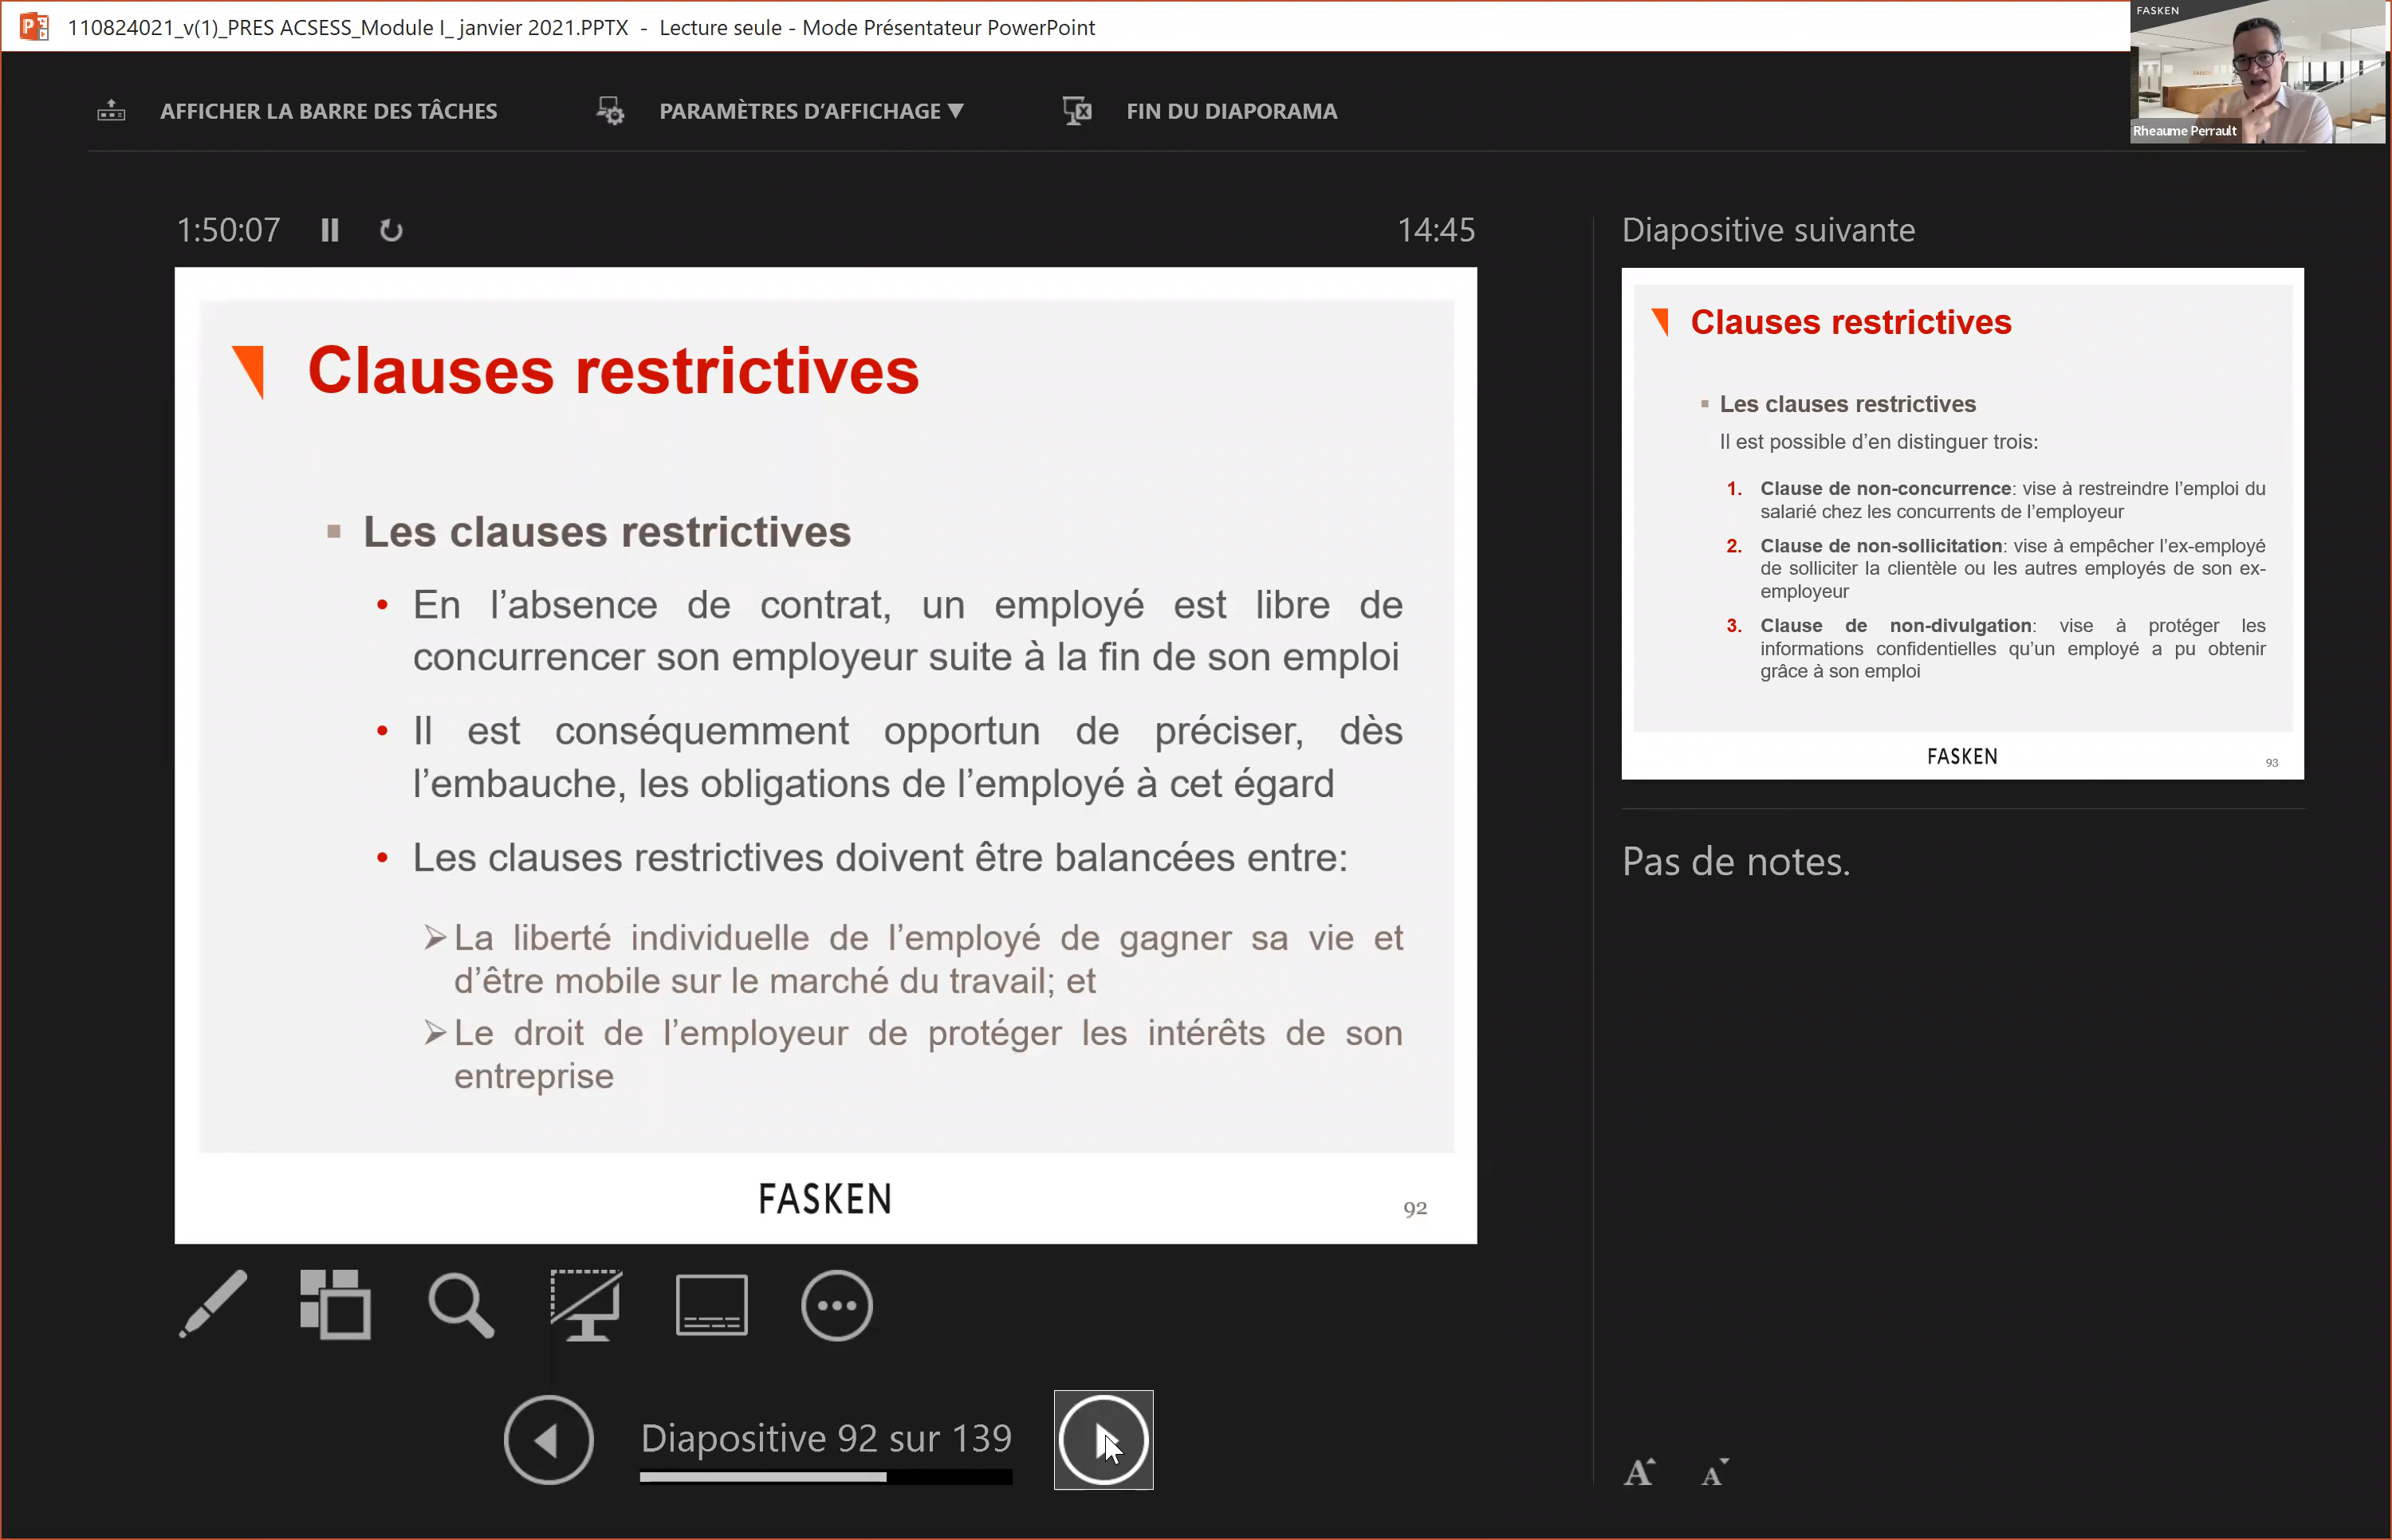 110824021_v(1)_PRES ACSESS_Module I_ janvier 2021.PPTX - Lecture seule - Mode Présentateur PowerPoint
FASKEN
Rheaume Perrault
AFFICHER LA BARRE DES TÂCHES
PARAMÈTRES D'AFFICHAGE ▼
FIN DU DIAPORAMA
1:50:07
14:45
Clauses restrictives
▪ Les clauses restrictives
• En l'absence de contrat, un employé est libre de
concurrencer son employeur suite à la fin de son emploi
• Il est conséquemment opportun de préciser, dès
l'embauche, les obligations de l'employé à cet égard
• Les clauses restrictives doivent être balancées entre:
➢ La liberté individuelle de l'employé de gagner sa vie et
d'être mobile sur le marché du travail; et
➢ Le droit de l'employeur de protéger les intérêts de son
entreprise
FASKEN
92
Diapositive 92 sur 139
Diapositive suivante
Clauses restrictives
▪ Les clauses restrictives
Il est possible d'en distinguer trois:
1. Clause de non-concurrence: vise à restreindre l'emploi du
salarié chez les concurrents de l'employeur
2. Clause de non-sollicitation: vise à empêcher l'ex-employé
de solliciter la clientèle ou les autres employés de son ex-
employeur
3. Clause de non-divulgation: vise à protéger les
informations confidentielles qu'un employé a pu obtenir
grâce à son emploi
FASKEN
93
Pas de notes.
A A